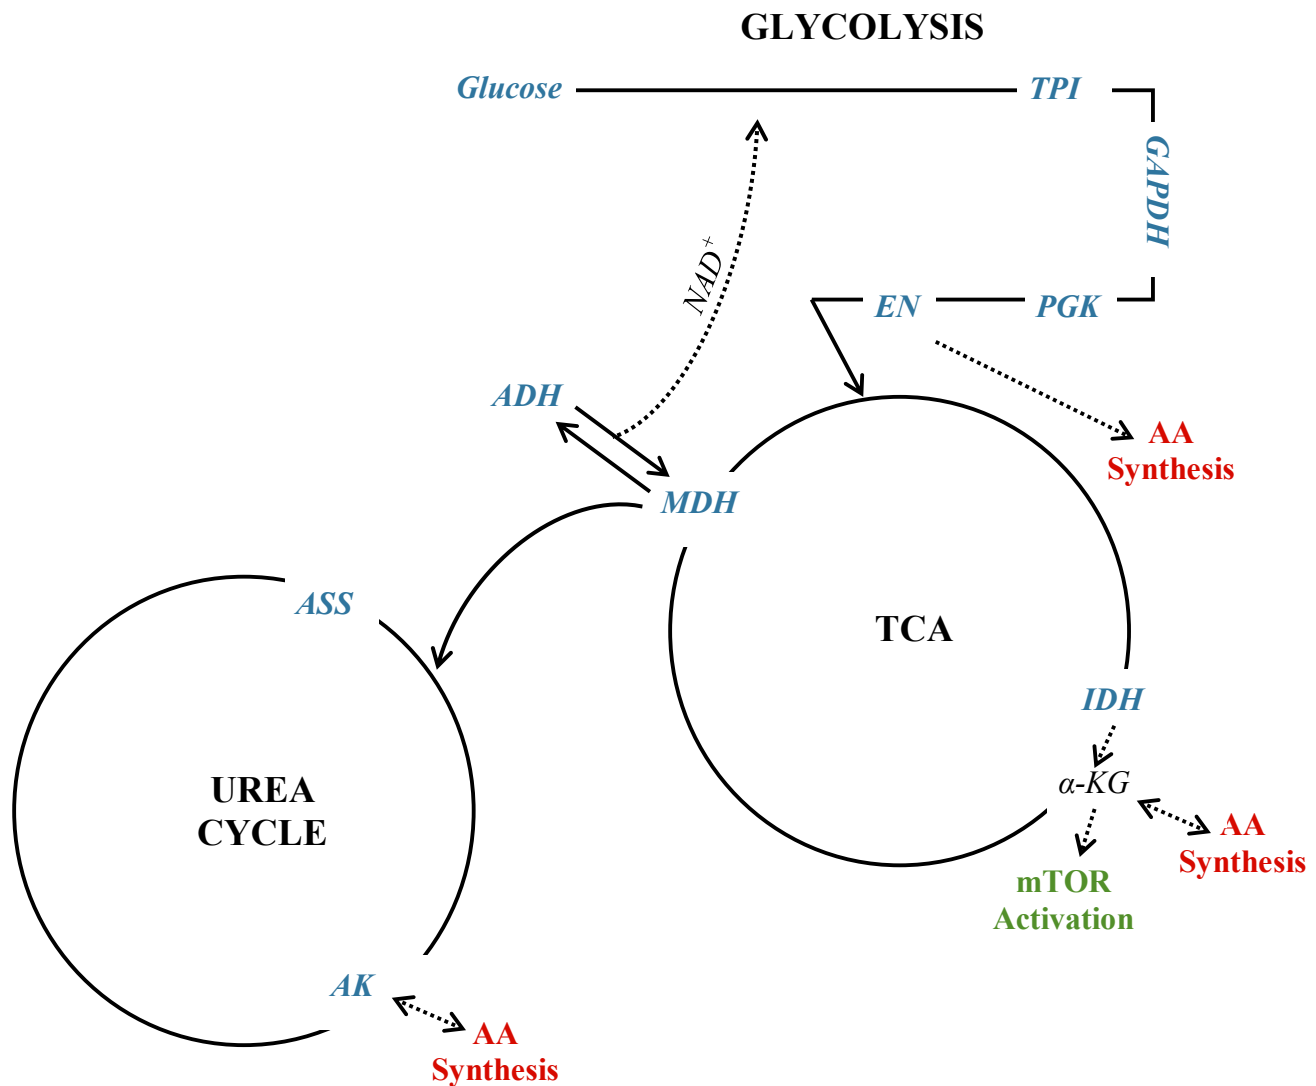 GLYCOLYSIS
Glucose
TPI
GAPDH
NAD+
EN
PGK
ADH
AA
Synthesis
MDH
ASS
TCA
IDH
α-KG
UREA
CYCLE
AA
Synthesis
mTOR
Activation
AK
AA
Synthesis